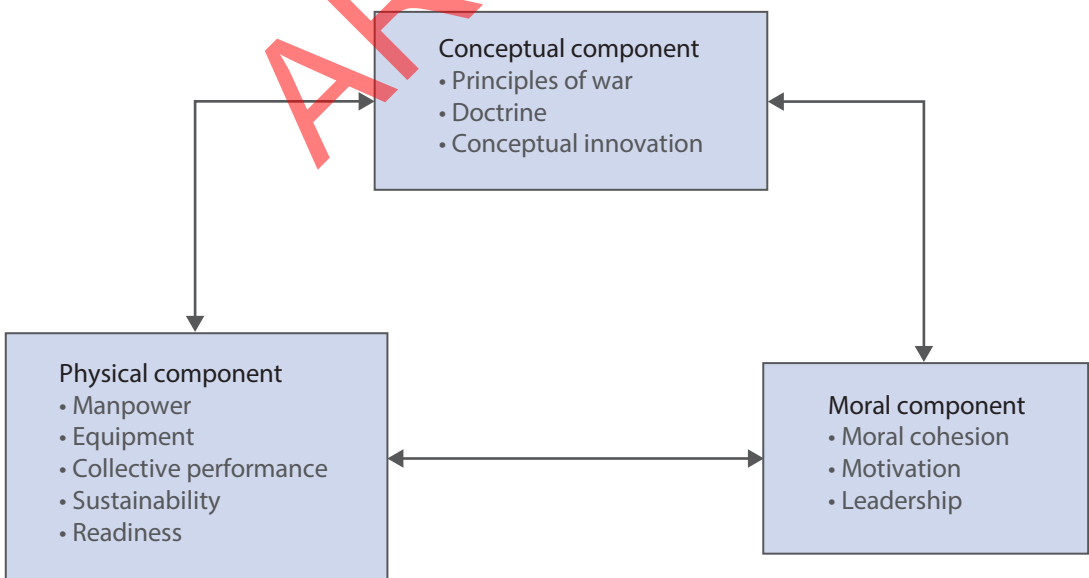 Conceptual component
• Principles of war
• Doctrine
• Conceptual innovation
Physical component
• Manpower
• Equipment
• Collective performance
• Sustainability
• Readiness
Moral component
• Moral cohesion
• Motivation
• Leadership